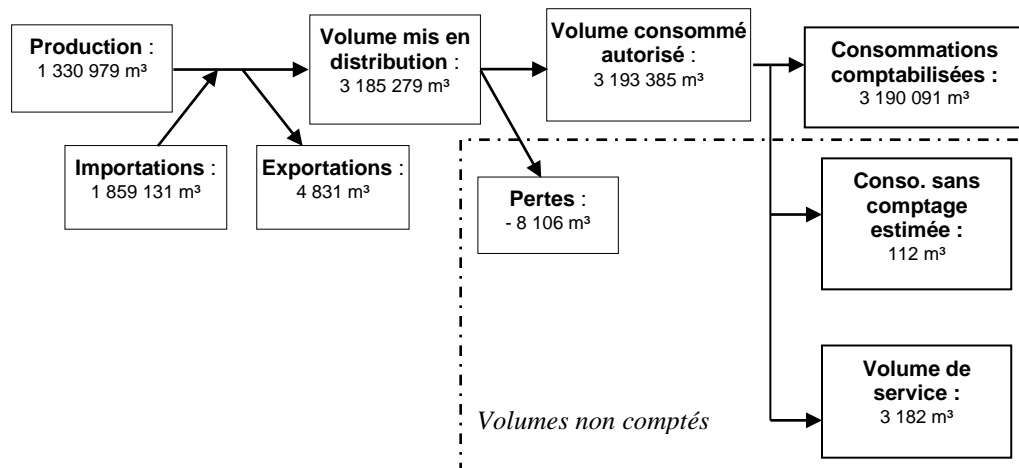 Production :
1 330 979 m³
Volume mis en
distribution :
3 185 279 m³
Volume consommé
autorisé :
3 193 385 m³
Consommations
comptabilisées :
3 190 091 m³
Importations :
1 859 131 m³
Exportations :
4 831 m³
Pertes :
- 8 106 m³
Conso. sans
comptage
estimée :
112 m³
Volume de
service :
3 182 m³
Volumes non comptés